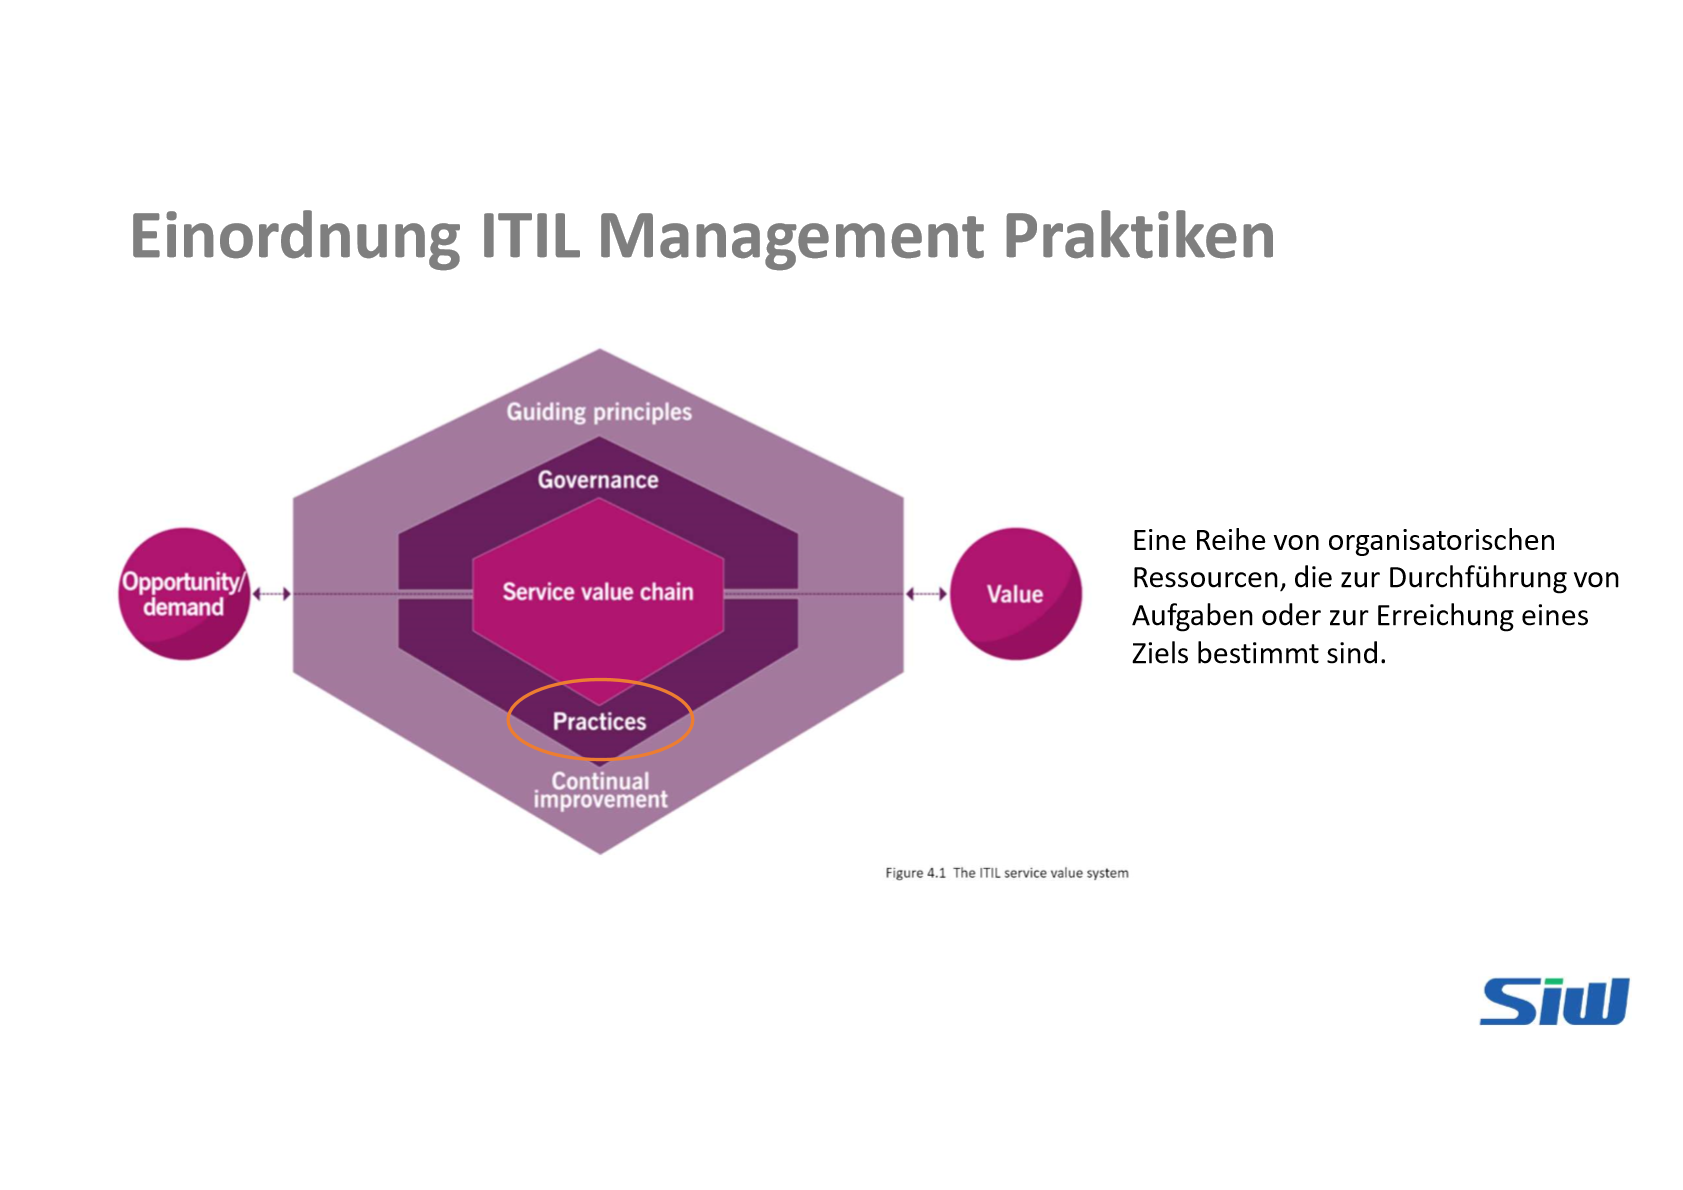 Einordnung ITIL Management Praktiken
Guiding principles
Governance
Opportunity/
demand
Service value chain
Value
Practices
Continual
improvement
Eine Reihe von organisatorischen
Ressourcen, die zur Durchführung von
Aufgaben oder zur Erreichung eines
Ziels bestimmt sind.
Figure 4.1 The ITIL service value system
Siw